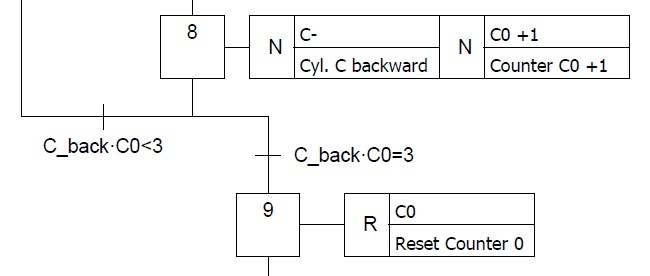 8
N
C-
Cyl. C backward
N
C0 +1
Counter C0 +1
C_back·C0<3
C_back·C0=3
9
R
C0
Reset Counter 0